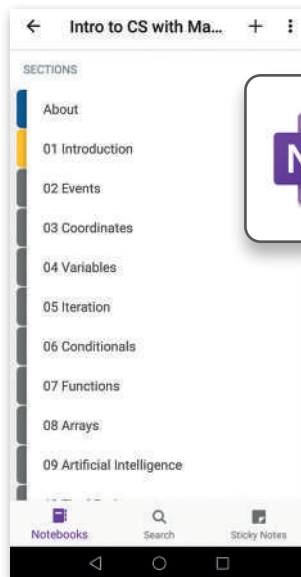 Intro to CS with Ma...
SECTIONS
About
01 Introduction
02 Events
03 Coordinates
04 Variables
05 Iteration
06 Conditionals
07 Functions
08 Arrays
09 Artificial Intelligence
N
Notebooks
Search
Sticky Notes